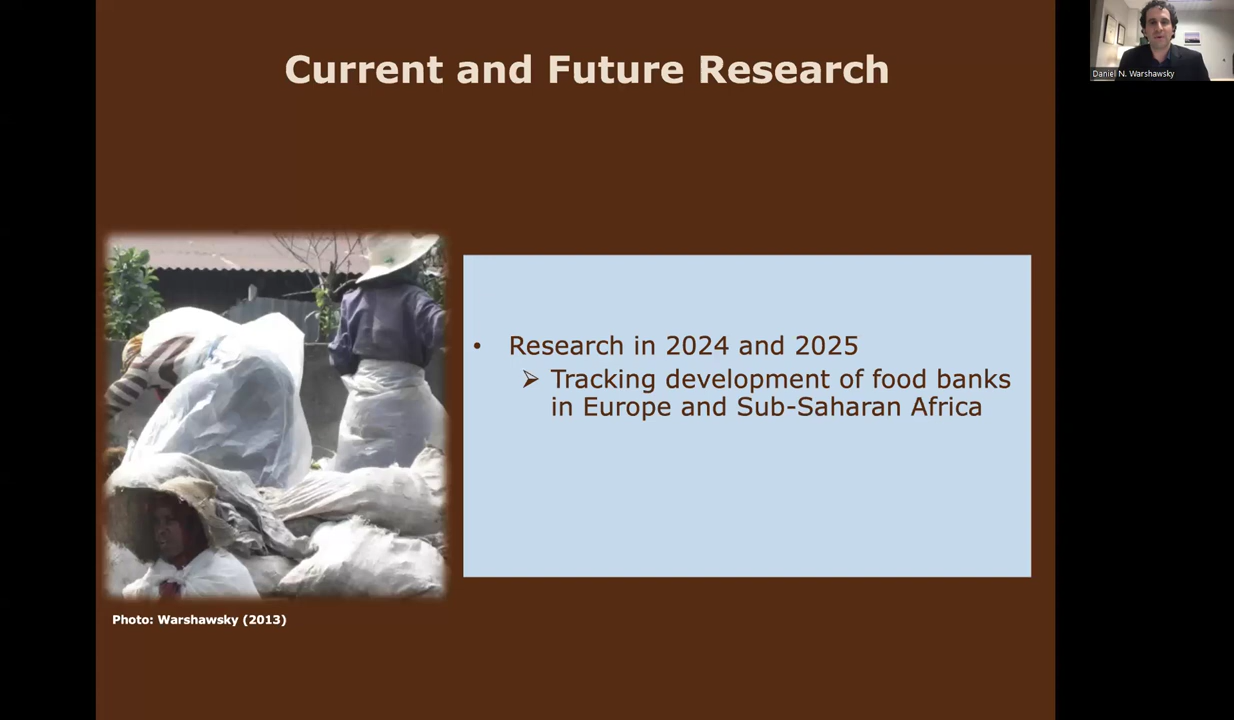 Current and Future Research
Daniel N. Warshawsky
• Research in 2024 and 2025
➢ Tracking development of food banks
in Europe and Sub-Saharan Africa
Photo: Warshawsky (2013)